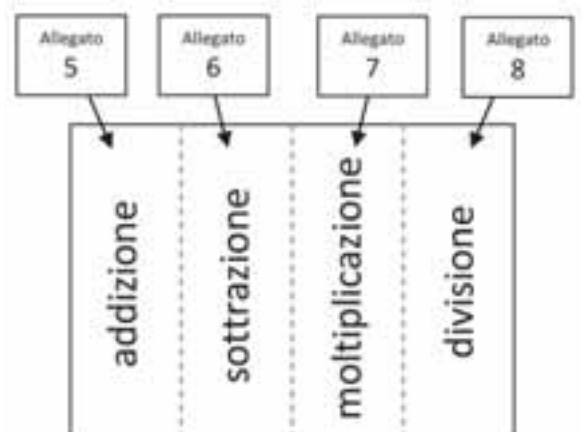 Allegato
5
Allegato
6
Allegato
7
Allegato
8
addizione
sottrazione
moltiplicazione
divisione